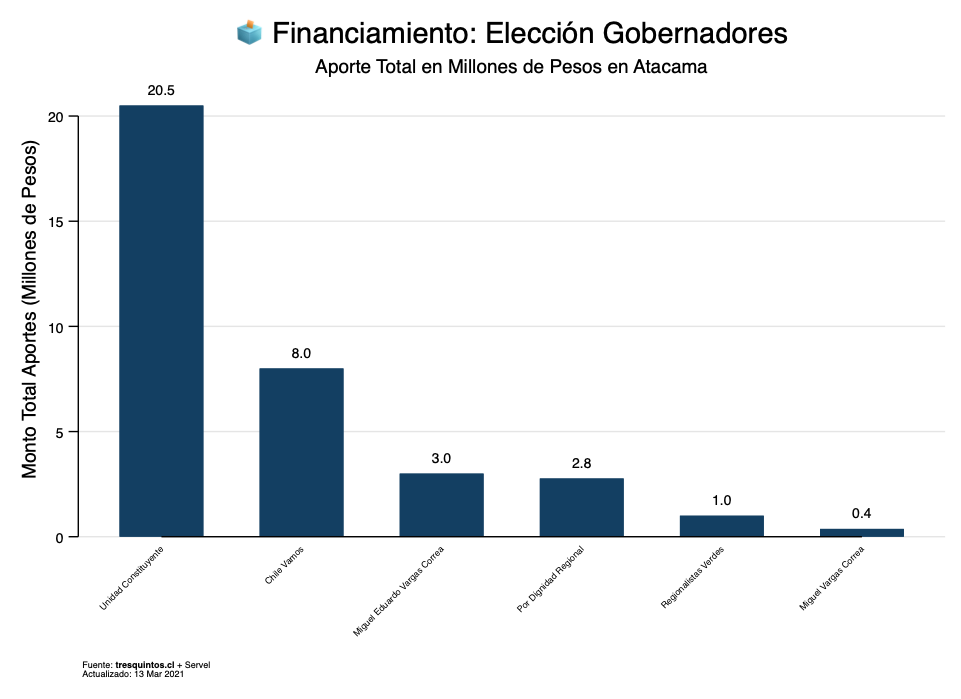 Financiamiento: Elección Gobernadores
Aporte Total en Millones de Pesos en Atacama
Monto Total Aportes (Millones de Pesos)
20
15
10
5
0
20.5
8.0
3.0
2.8
1.0
0.4
Unidad Constituyente
Chile Vamos
Miguel Eduardo Vargas Correa
Por Dignidad Regional
Regionalistas Verdes
Miguel Vargas Correa
Fuente: tresquintos.cl + Servel
Actualizado: 13 Mar 2021